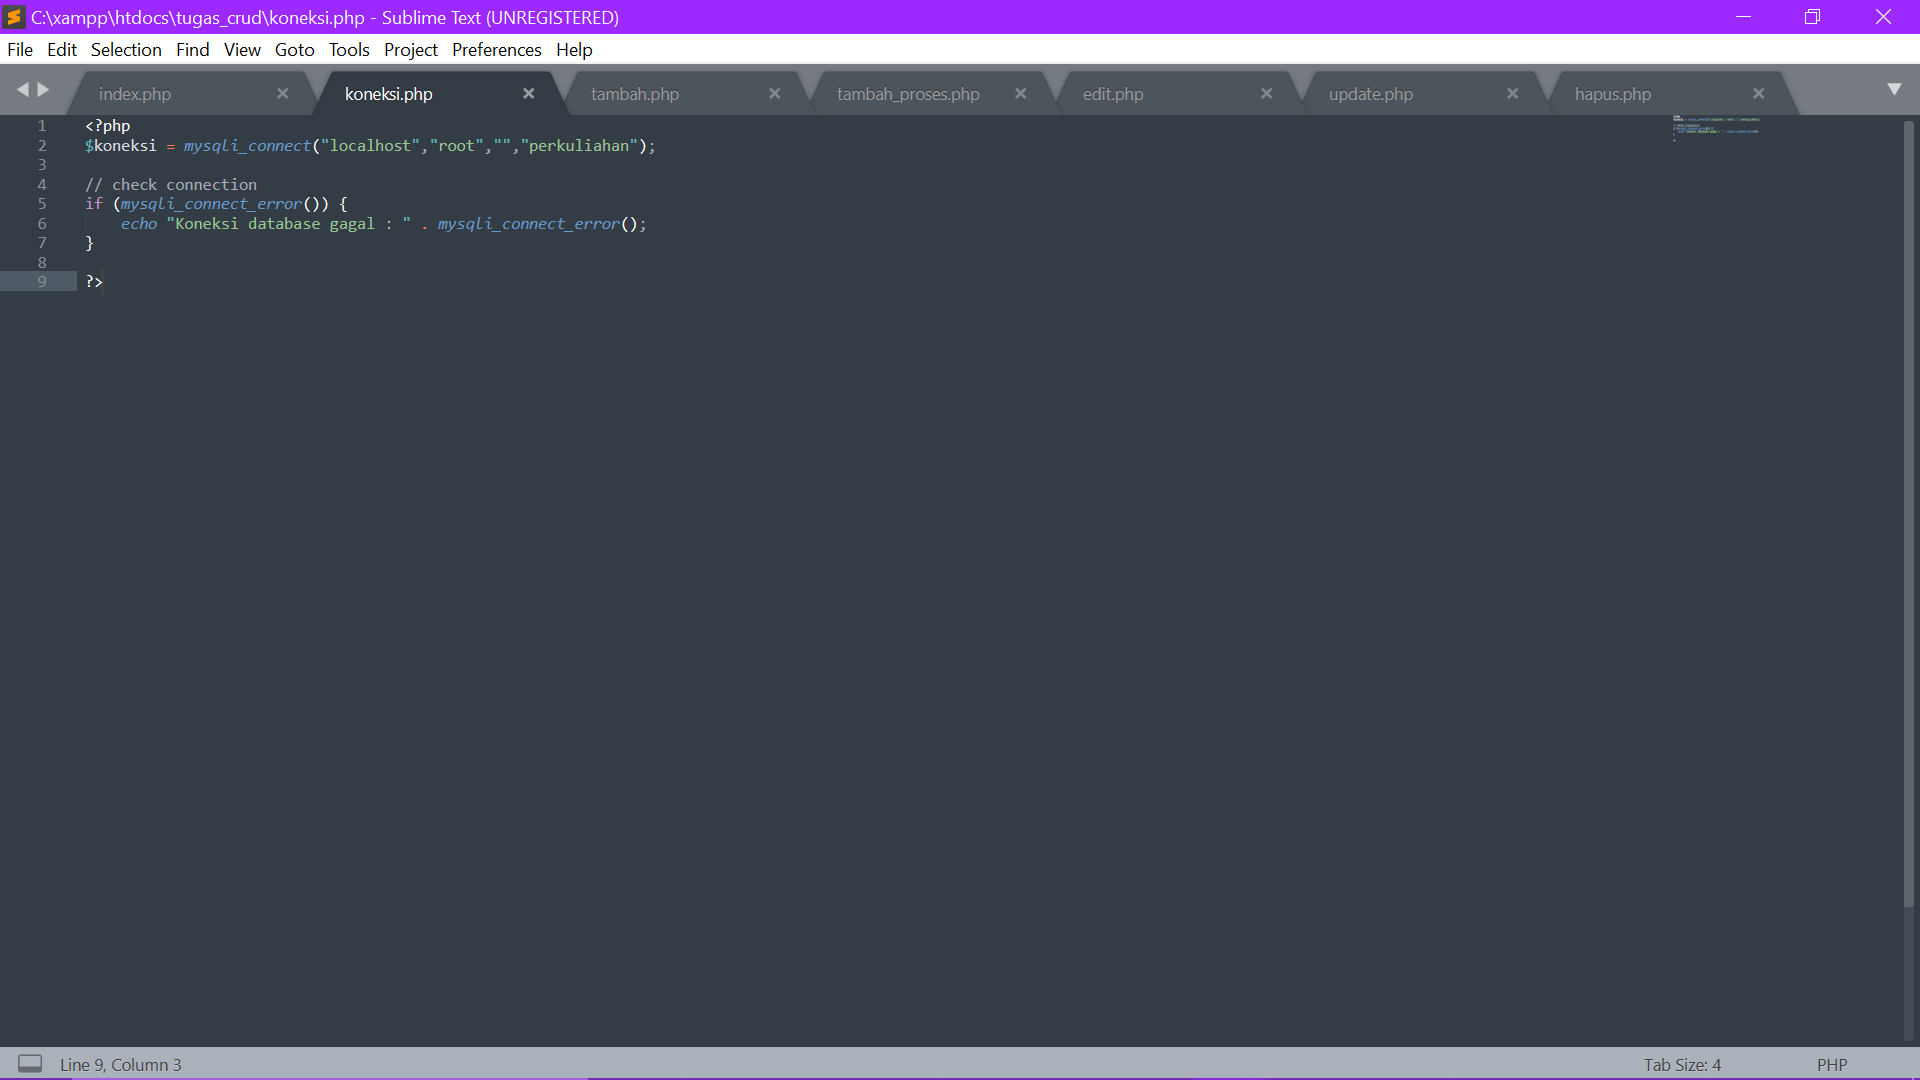 C:\xampp\htdocs\tugas_crud\koneksi.php - Sublime Text (UNREGISTERED)
File Edit Selection Find View Goto Tools Project Preferences Help
index.php koneksi.php tambah.php tambah_proses.php edit.php update.php hapus.php
1 <?php
2 $koneksi = mysqli_connect("localhost","root","","perkuliahan");
3
4 // check connection
5 if (mysqli_connect_error()) {
6 echo "Koneksi database gagal : " . mysqli_connect_error();
7 }
8
9 ?>
Line 9, Column 3 Tab Size: 4 PHP